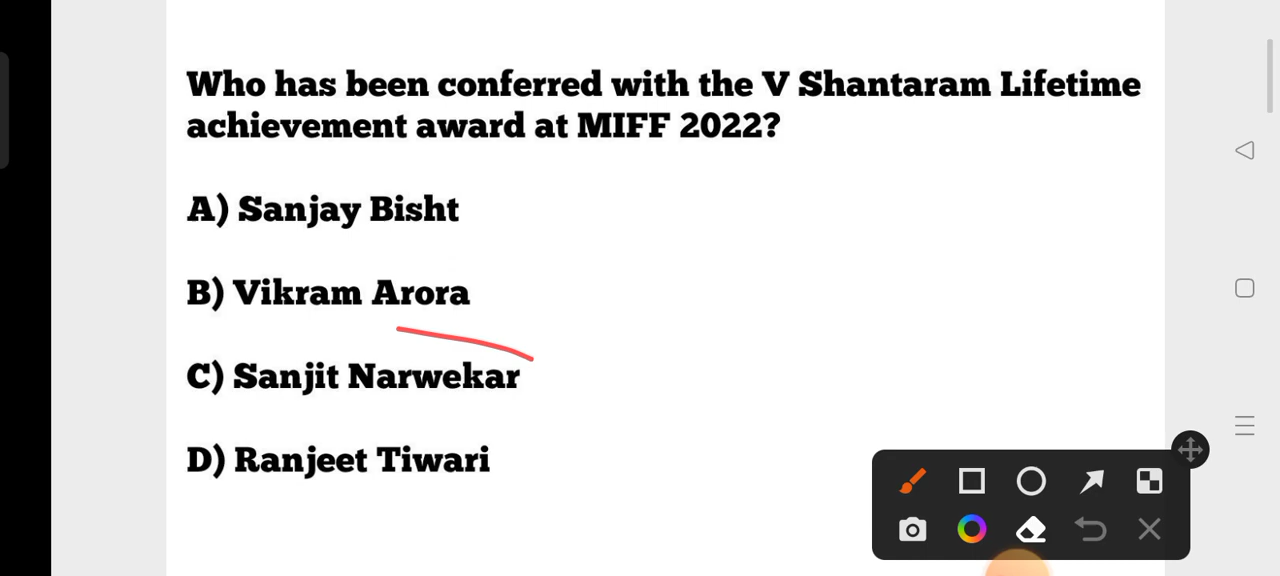 Who has been conferred with the V Shantaram Lifetime
achievement award at MIFF 2022?
A) Sanjay Bisht
B) Vikram Arora
C) Sanjit Narwekar
D) Ranjeet Tiwari